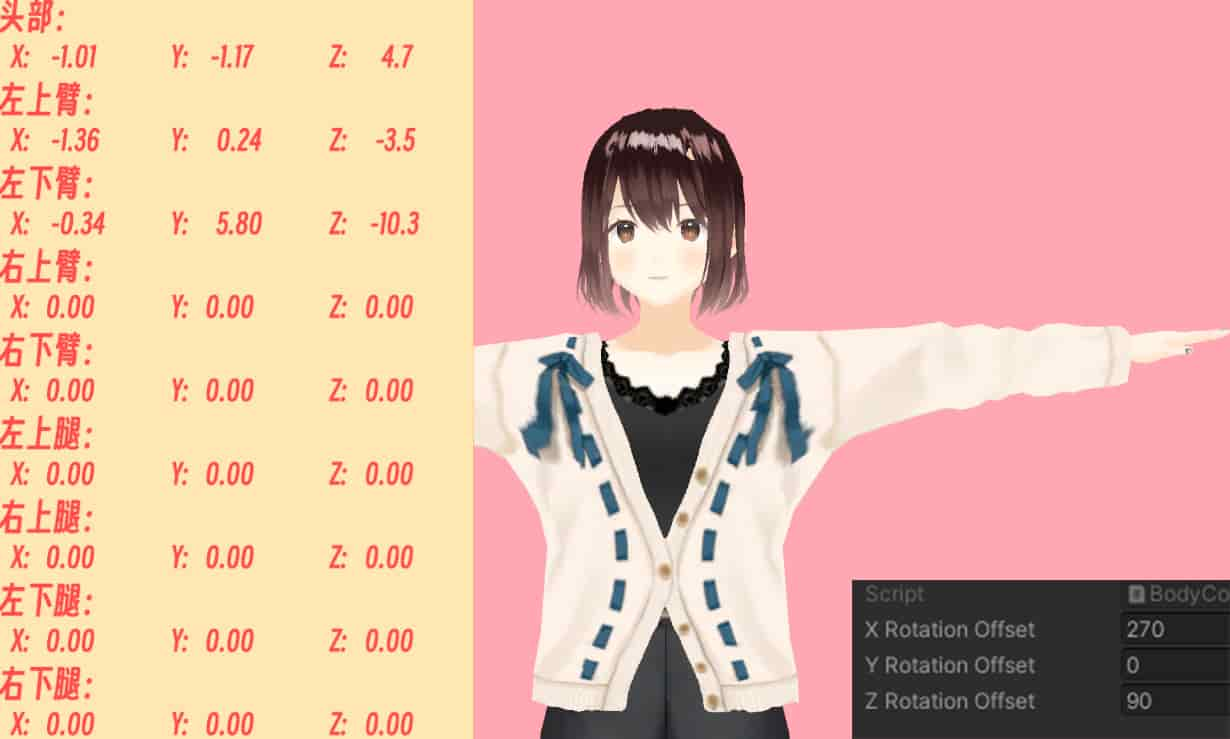 头部：
X: -1.01 Y: -1.17 Z: 4.7
左上臂：
X: -1.36 Y: 0.24 Z: -3.5
左下臂：
X: -0.34 Y: 5.80 Z: -10.3
右上臂：
X: 0.00 Y: 0.00 Z: 0.00
右下臂：
X: 0.00 Y: 0.00 Z: 0.00
左上腿：
X: 0.00 Y: 0.00 Z: 0.00
右上腿：
X: 0.00 Y: 0.00 Z: 0.00
左下腿：
X: 0.00 Y: 0.00 Z: 0.00
右下腿：
X: 0.00 Y: 0.00 Z: 0.00
Script BodyCo
X Rotation Offset 270
Y Rotation Offset 0
Z Rotation Offset 90